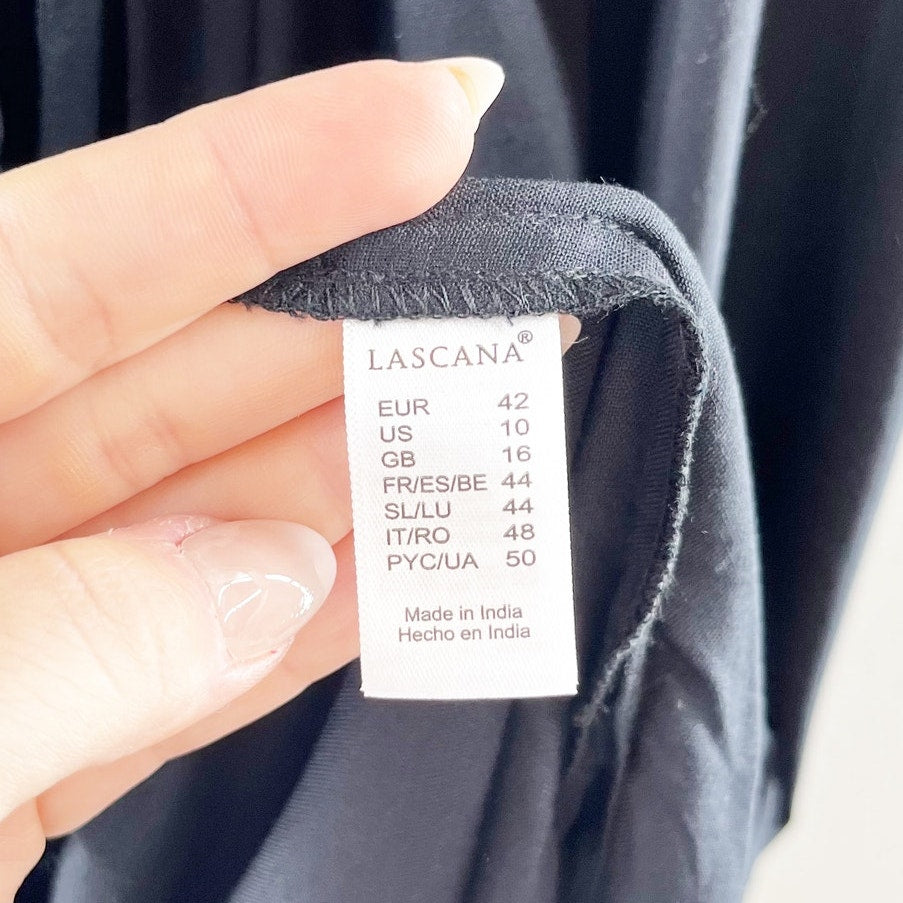 LASCANA®
EUR 42
US 10
GB 16
FR/ES/BE 44
SL/LU 44
IT/RO 48
PYC/UA 50
Made in India
Hecho en India